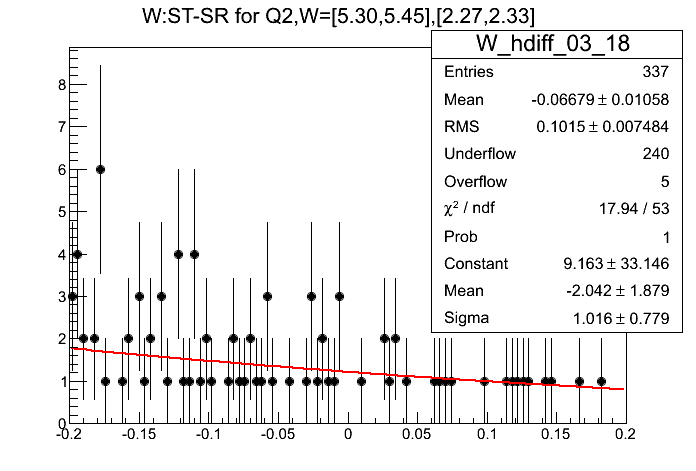 W:ST-SR for Q2,W=[5.30,5.45],[2.27,2.33]
W_hdiff_03_18
Entries 337
Mean -0.06679 ± 0.01058
RMS 0.1015 ± 0.007484
Underflow 240
Overflow 5
χ² / ndf 17.94 / 53
Prob 1
Constant 9.163 ± 33.146
Mean -2.042 ± 1.879
Sigma 1.016 ± 0.779
8
7
6
5
4
3
2
1
0
-0.2 -0.15 -0.1 -0.05 0 0.05 0.1 0.15 0.2